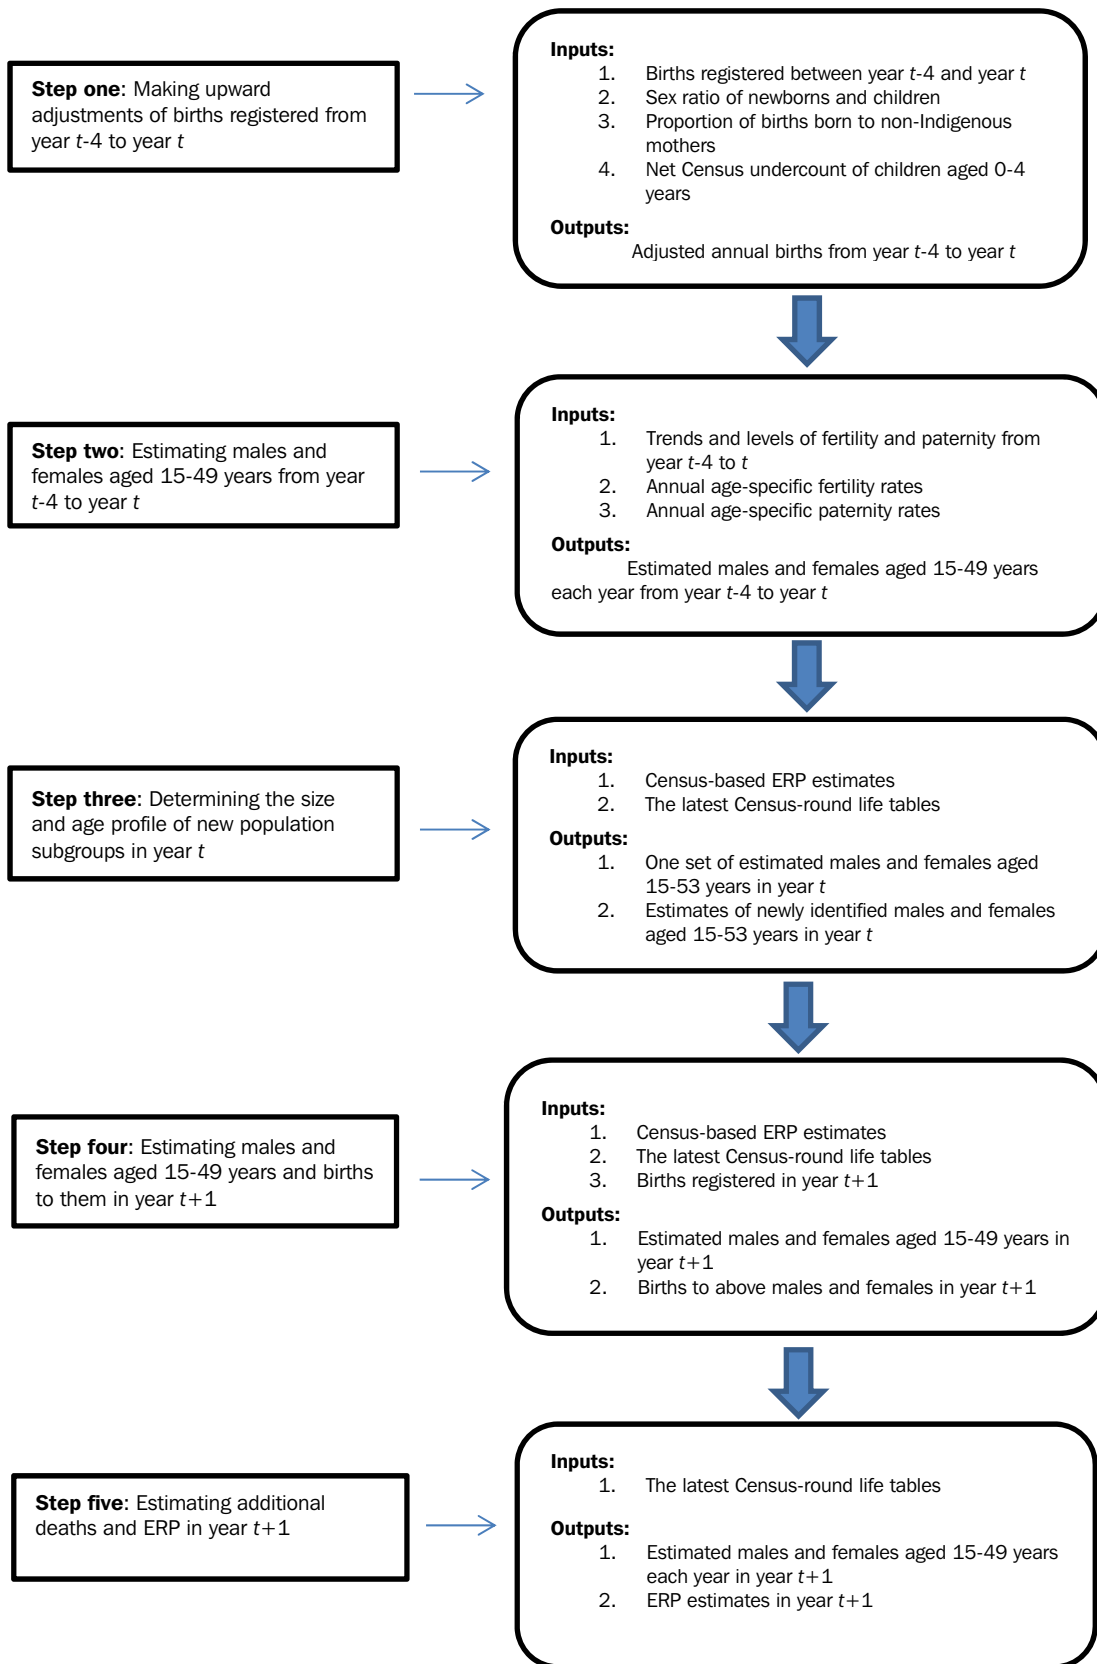 Step one: Making upward
adjustments of births registered from
year t-4 to year t
Inputs:
1. Births registered between year t-4 and year t
2. Sex ratio of newborns and children
3. Proportion of births born to non-Indigenous
mothers
4. Net Census undercount of children aged 0-4
years
Outputs:
Adjusted annual births from year t-4 to year t
Step two: Estimating males and
females aged 15-49 years from year
t-4 to year t
Inputs:
1. Trends and levels of fertility and paternity from
year t-4 to t
2. Annual age-specific fertility rates
3. Annual age-specific paternity rates
Outputs:
Estimated males and females aged 15-49 years
each year from year t-4 to year t
Step three: Determining the size
and age profile of new population
subgroups in year t
Inputs:
1. Census-based ERP estimates
2. The latest Census-round life tables
Outputs:
1. One set of estimated males and females aged
15-53 years in year t
2. Estimates of newly identified males and females
aged 15-53 years in year t
Step four: Estimating males and
females aged 15-49 years and births
to them in year t+1
Inputs:
1. Census-based ERP estimates
2. The latest Census-round life tables
3. Births registered in year t+1
Outputs:
1. Estimated males and females aged 15-49 years in
year t+1
2. Births to above males and females in year t+1
Step five: Estimating additional
deaths and ERP in year t+1
Inputs:
1. The latest Census-round life tables
Outputs:
1. Estimated males and females aged 15-49 years
each year in year t+1
2. ERP estimates in year t+1